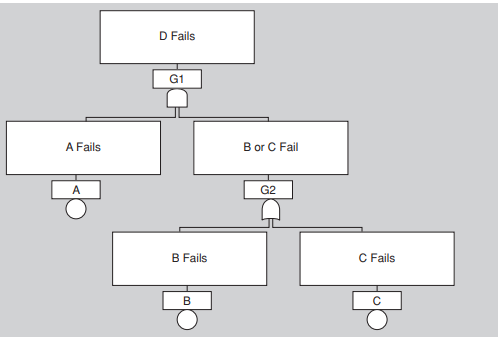 D Fails
G1
A Fails
B or C Fail
A
G2
B Fails
C Fails
B
C